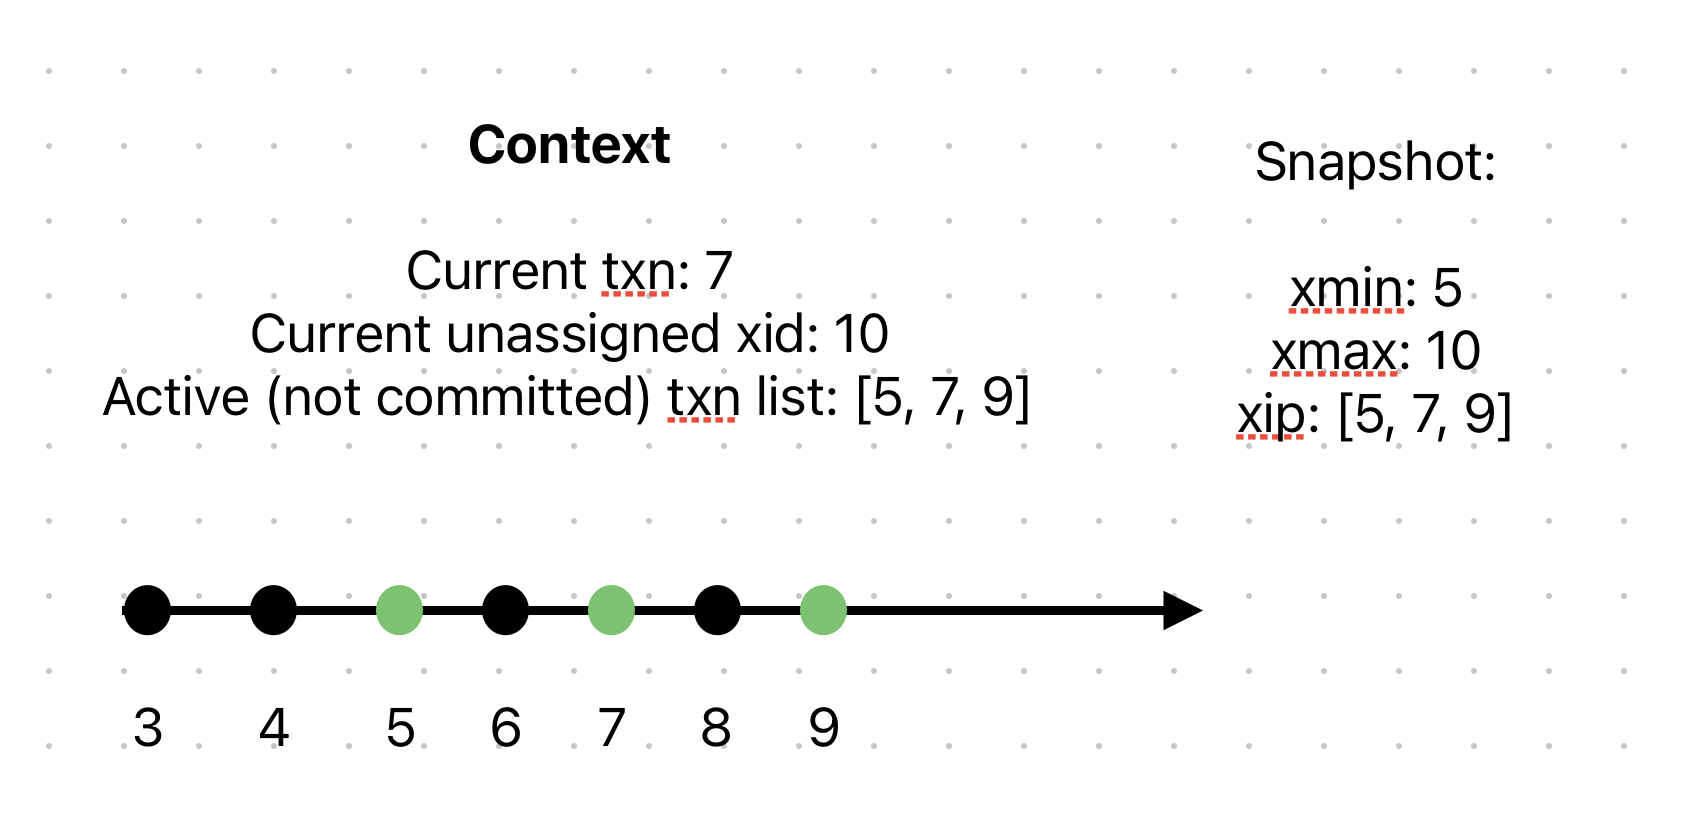 Context
Current txn: 7
Current unassigned xid: 10
Active (not committed) txn list: [5, 7, 9]
Snapshot:
xmin: 5
xmax: 10
xip: [5, 7, 9]
3 4 5 6 7 8 9